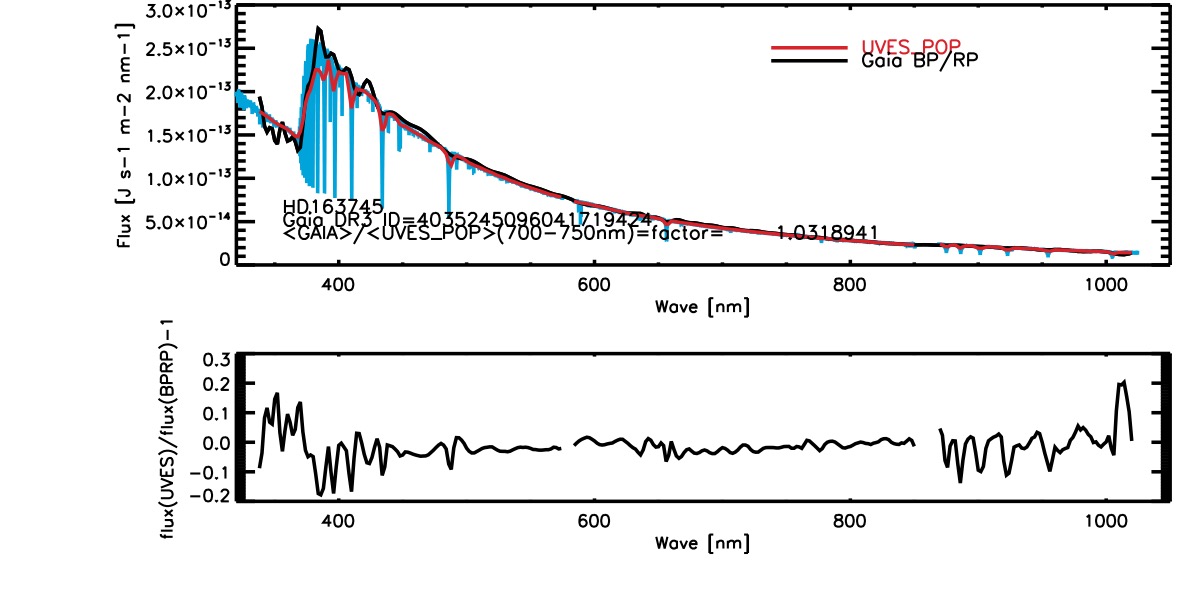 3.0×10⁻¹³
2.5×10⁻¹³
2.0×10⁻¹³
1.5×10⁻¹³
1.0×10⁻¹³
5.0×10⁻¹⁴
0
Flux [J s-1 m-2 nm-1]
UVES_POP
Gaia BP/RP
HD163745
Gaia DR3 ID=4035245096041719424
<GAIA>/<UVES_POP>(700-750nm)=factor= 1.0318941
400 600 800 1000
Wave [nm]
0.3
0.2
0.1
0.0
-0.1
-0.2
flux(UVES)/flux(BPRP)-1
400 600 800 1000
Wave [nm]